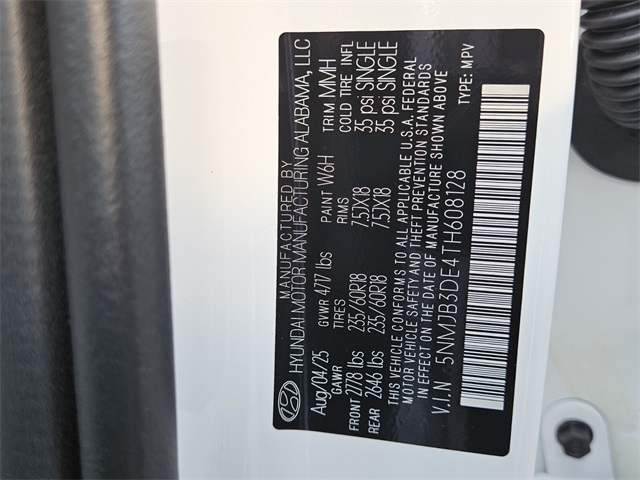 MANUFACTURED BY
HYUNDAI MOTOR MANUFACTURING ALABAMA, LLC
Aug/04/25 GVWR 4717 lbs PAINT W6H TRIM MMH
GAWR TIRES RIMS COLD TIRE INFL
FRONT 2778 lbs 235/60R18 7.5JX18 35 psi SINGLE
REAR 2646 lbs 235/60R18 7.5JX18 35 psi SINGLE
THIS VEHICLE CONFORMS TO ALL APPLICABLE U.S.A. FEDERAL
MOTOR VEHICLE SAFETY AND THEFT PREVENTION STANDARDS
IN EFFECT ON THE DATE OF MANUFACTURE SHOWN ABOVE
V.I.N 5NMJB3DE4TH608128 TYPE: MPV